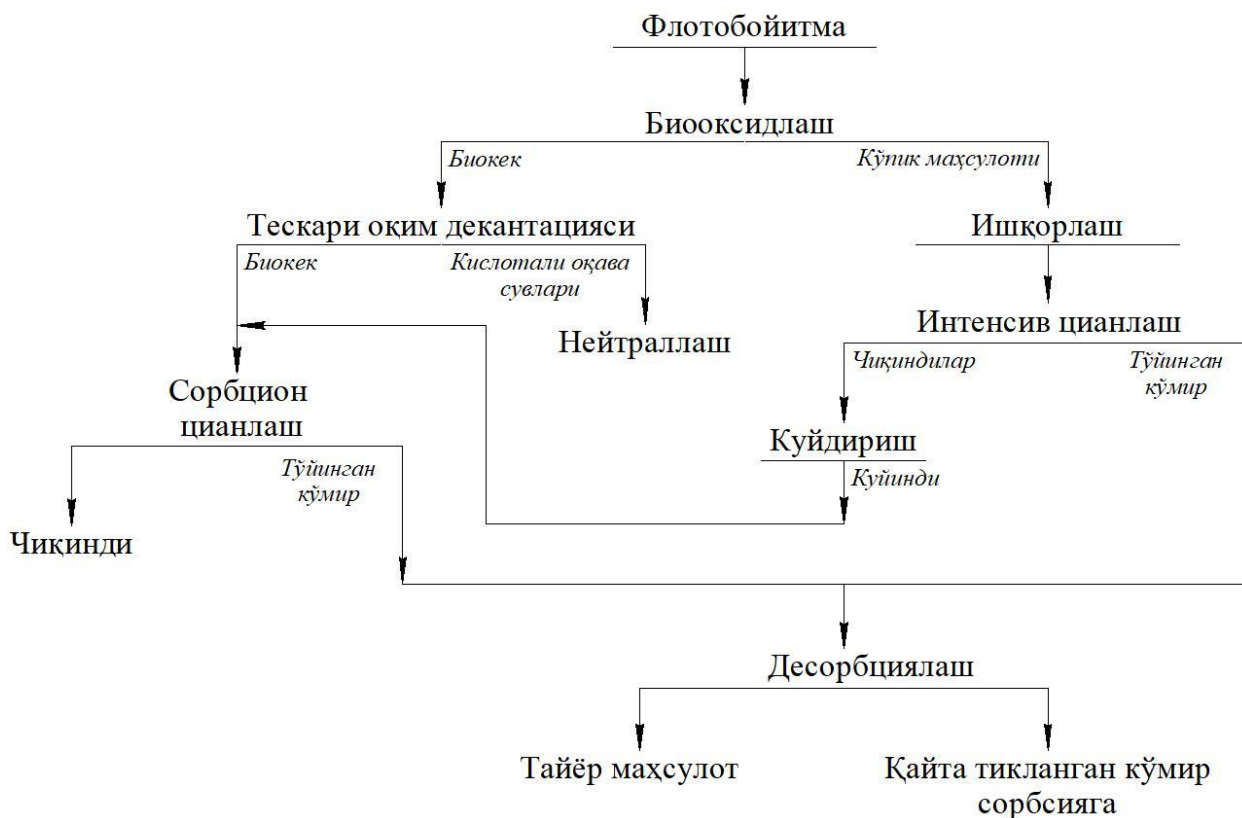 Флотобойитма
Биооксидлаш
Биокек
Кўпик маҳсулоти
Тескари оқим декантацияси
Ишқорлаш
Биокек
Кислотали оқава
сувлари
Нейтраллаш
Интенсив цианлаш
Чиқиндилар
Тўйинган
кўмир
Сорбцион
цианлаш
Куйдириш
Тўйинган
кўмир
Куйинди
Чиқинди
Десорбциялаш
Тайёр маҳсулот
Қайта тикланган кўмир
сорбсияга